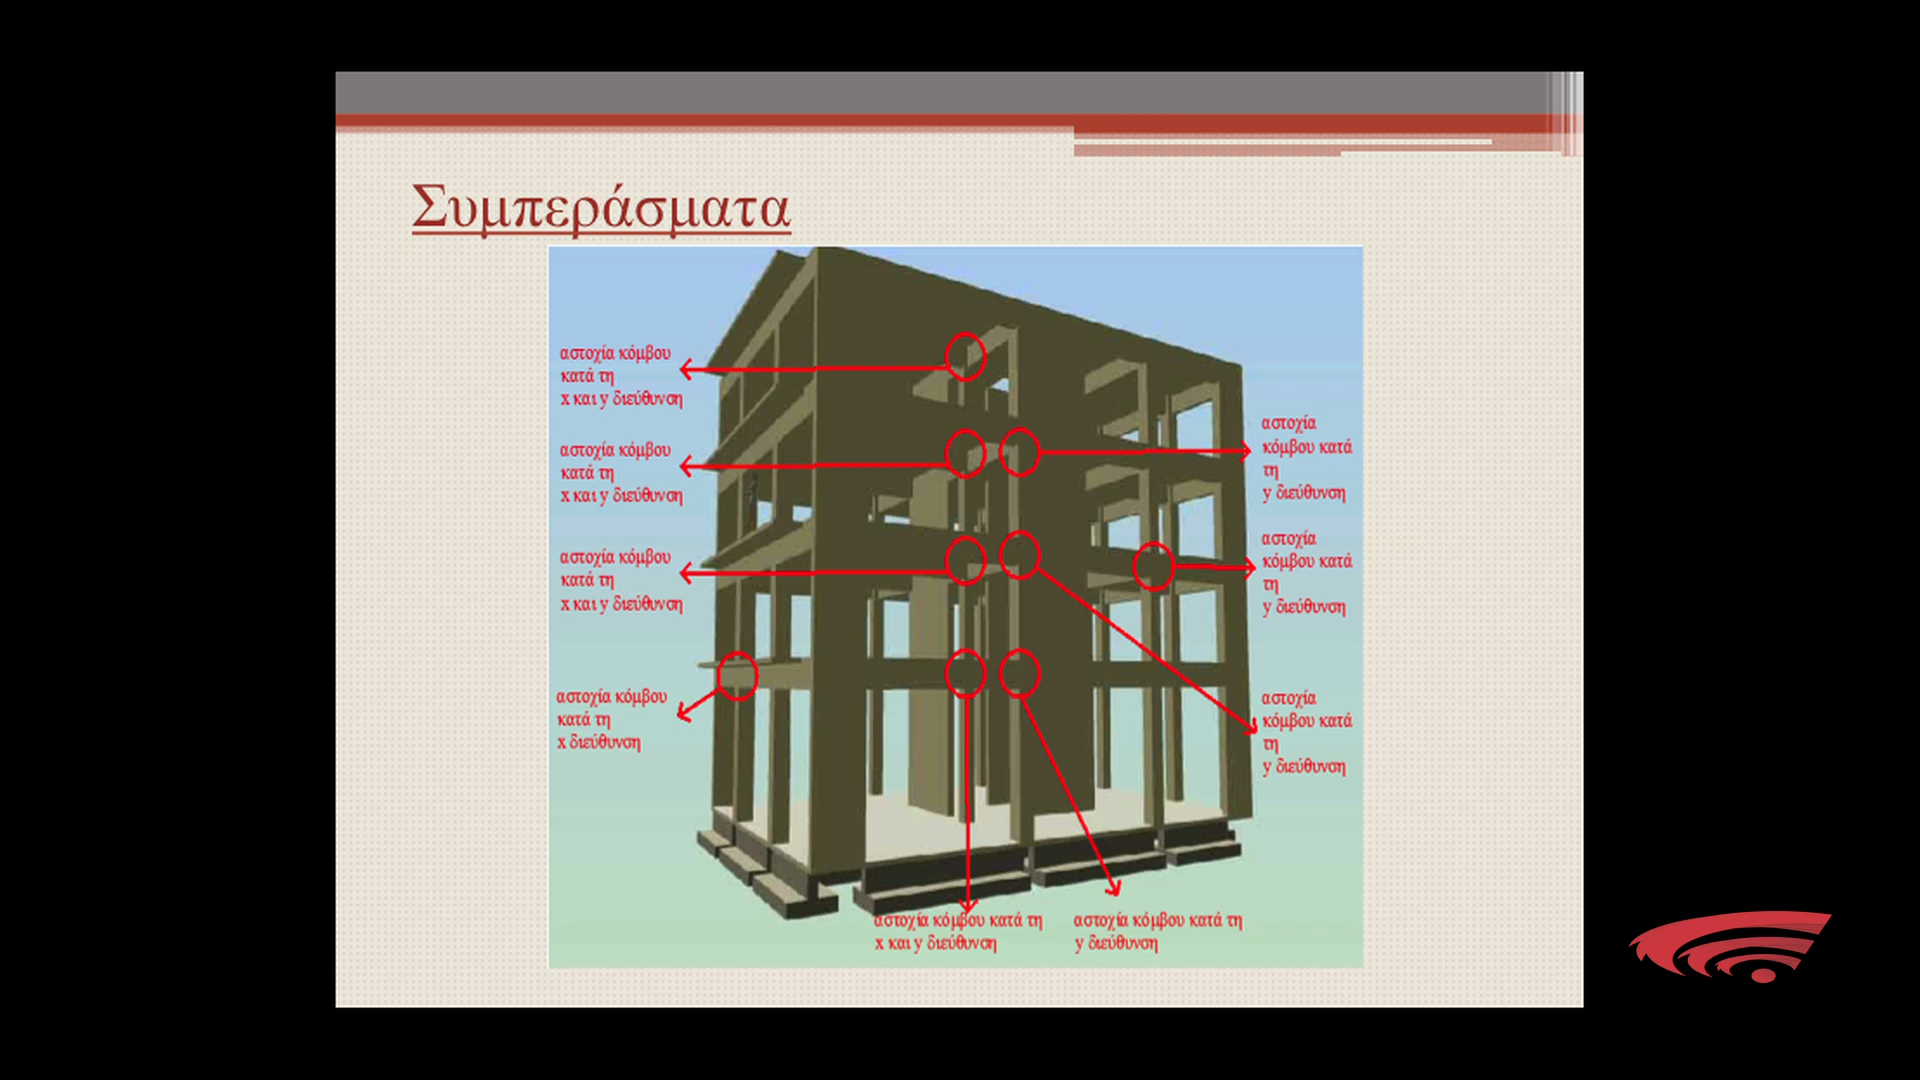 Συμπεράσματα
αστοχία κόμβου
κατά τη
x και y διεύθυνση
αστοχία κόμβου
κατά τη
x και y διεύθυνση
αστοχία κόμβου
κατά τη
x και y διεύθυνση
αστοχία κόμβου
κατά τη
x διεύθυνση
αστοχία
κόμβου κατά
τη
y διεύθυνση
αστοχία
κόμβου κατά
τη
y διεύθυνση
αστοχία
κόμβου κατά
τη
y διεύθυνση
αστοχία κόμβου κατά τη
x και y διεύθυνση
αστοχία κόμβου κατά τη
y διεύθυνση